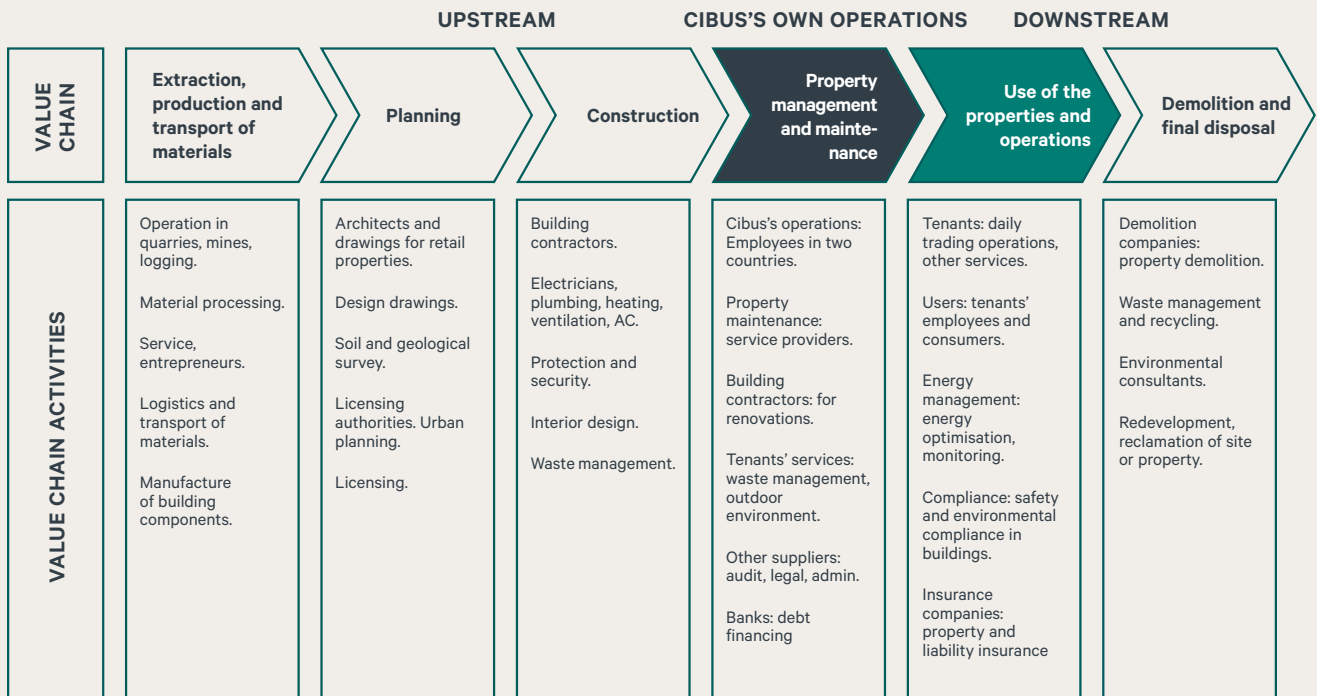 UPSTREAM
CIBUS'S OWN OPERATIONS
DOWNSTREAM
VALUE
CHAIN
Extraction,
production and
transport of
materials
Planning
Construction
Property
management
and mainte-
nance
Use of the
properties and
operations
Demolition and
final disposal
VALUE CHAIN ACTIVITIES
Operation in
quarries, mines,
logging.
Material processing.
Service,
entrepreneurs.
Logistics and
transport of
materials.
Manufacture
of building
components.
Architects and
drawings for retail
properties.
Design drawings.
Soil and geological
survey.
Licensing
authorities. Urban
planning.
Licensing.
Building
contractors.
Electricians,
plumbing, heating,
ventilation, AC.
Protection and
security.
Interior design.
Waste management.
Cibus's operations:
Employees in two
countries.
Property
maintenance:
service providers.
Building
contractors: for
renovations.
Tenants' services:
waste management,
outdoor
environment.
Other suppliers:
audit, legal, admin.
Banks: debt
financing
Tenants: daily
trading operations,
other services.
Users: tenants'
employees and
consumers.
Energy
management:
energy
optimisation,
monitoring.
Compliance: safety
and environmental
compliance in
buildings.
Insurance
companies:
property and
liability insurance
Demolition
companies:
property demolition.
Waste management
and recycling.
Environmental
consultants.
Redevelopment,
reclamation of site
or property.